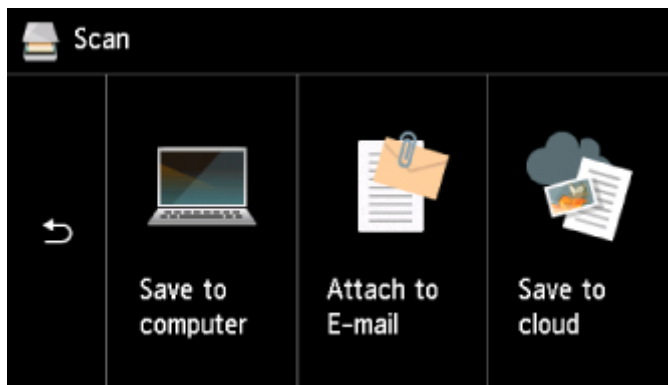 Scan
Save to
computer
Attach to
E-mail
Save to
cloud